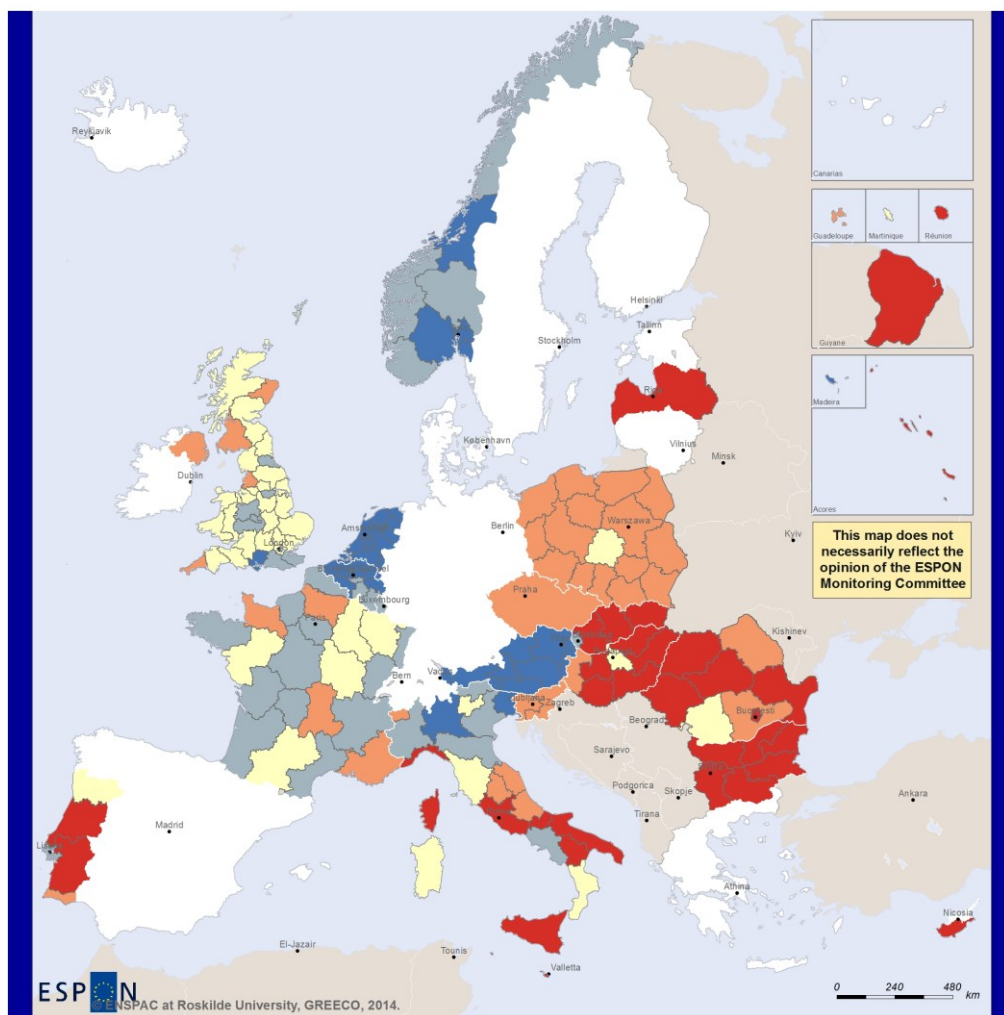 Reykjavik
Canarias
Guadeloupe
Martinique
Réunion
Helsinki
Tallinn
Guyane
Stockholm
Madeira
København
Vilnius
Minsk
Dublin
Acores
Berlin
Warszawa
London
Kyiv
This map does not
necessarily reflect the
opinion of the ESPON
Monitoring Committee
Praha
Luxembourg
Paris
Kishinev
Bern
Ljubljana
Zagreb
Beograd
Bucuresti
Sarajevo
Podgorica
Skopje
Ankara
Madrid
Tirana
Athina
Nicosia
El-Jazair
Tounis
Valletta
ESPON
© ENSPAC at Roskilde University, GREECO, 2014.
0 240 480
km